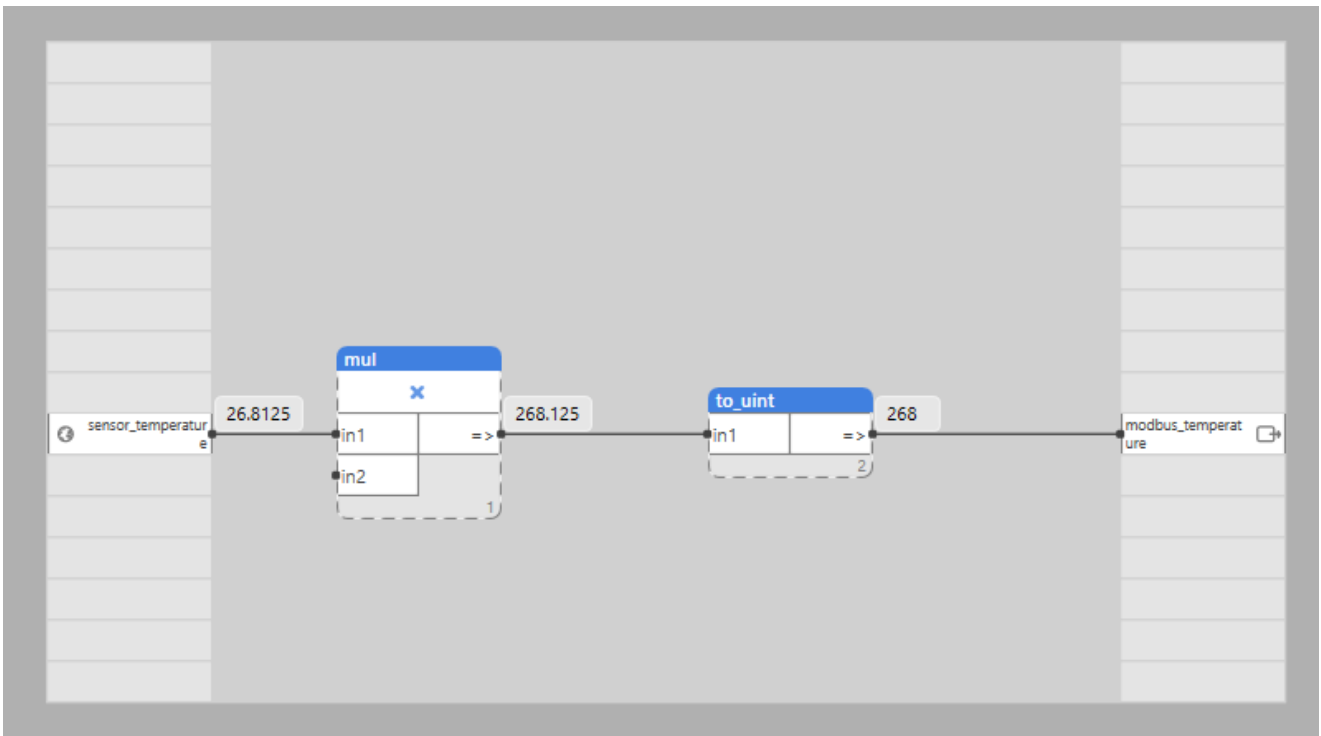 mul
to_uint
sensor_temperatur
e
26.8125
in1
=>
268.125
in1
=>
268
modbus_temperat
ure
in2
2
1